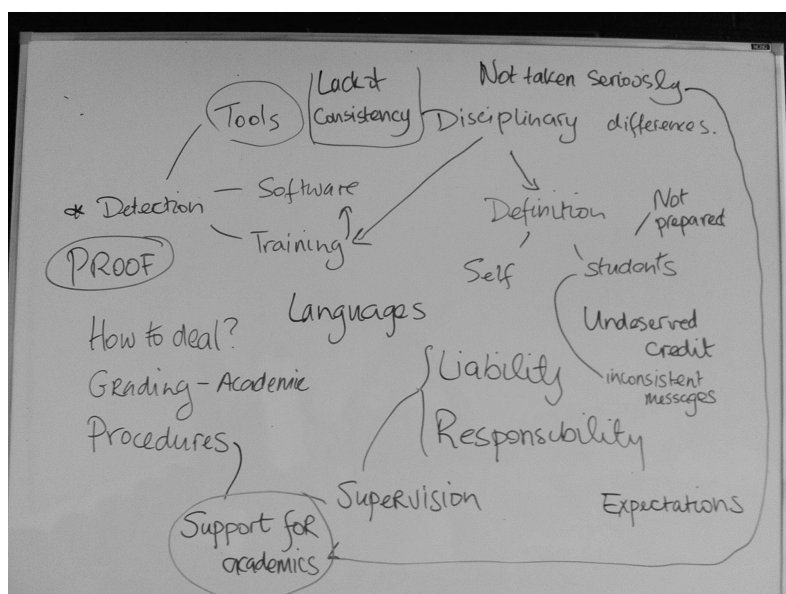 Not taken seriously
Lack of
Consistency
Tools
Disciplinary differences.
* Detection
Software
Training
Definition
Not
prepared
Self
students
PROOF
Languages
Undeserved
credit
inconsistent
messages
How to deal?
Grading - Academic
Procedures
Liability
Responsibility
Supervision
Expectations
Support for
academics